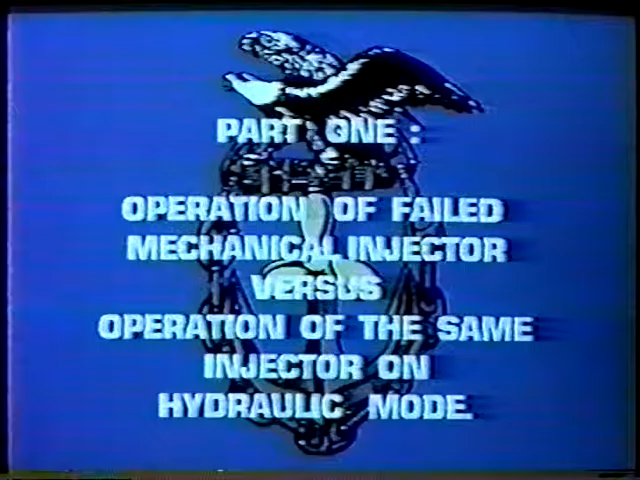 PART ONE :
OPERATION OF FAILED
MECHANICAL INJECTOR
VERSUS
OPERATION OF THE SAME
INJECTOR ON
HYDRAULIC MODE.